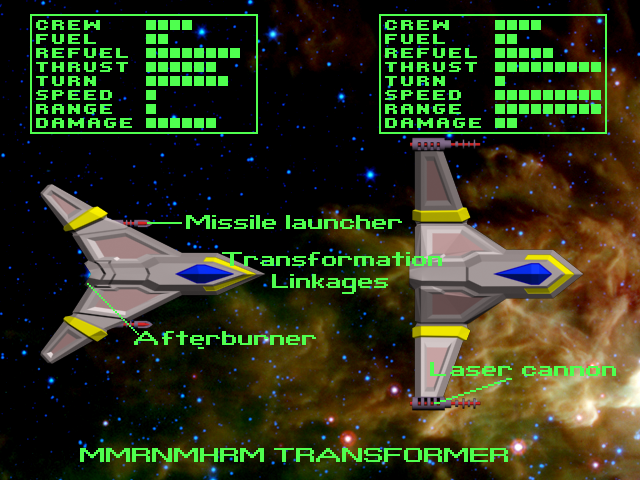 CREW
FUEL
REFUEL
THRUST
TURN
SPEED
RANGE
DAMAGE
CREW
FUEL
REFUEL
THRUST
TURN
SPEED
RANGE
DAMAGE
Missile launcher
Transformation
Linkages
Afterburner
Laser cannon
MMRNMHRM TRANSFORMER